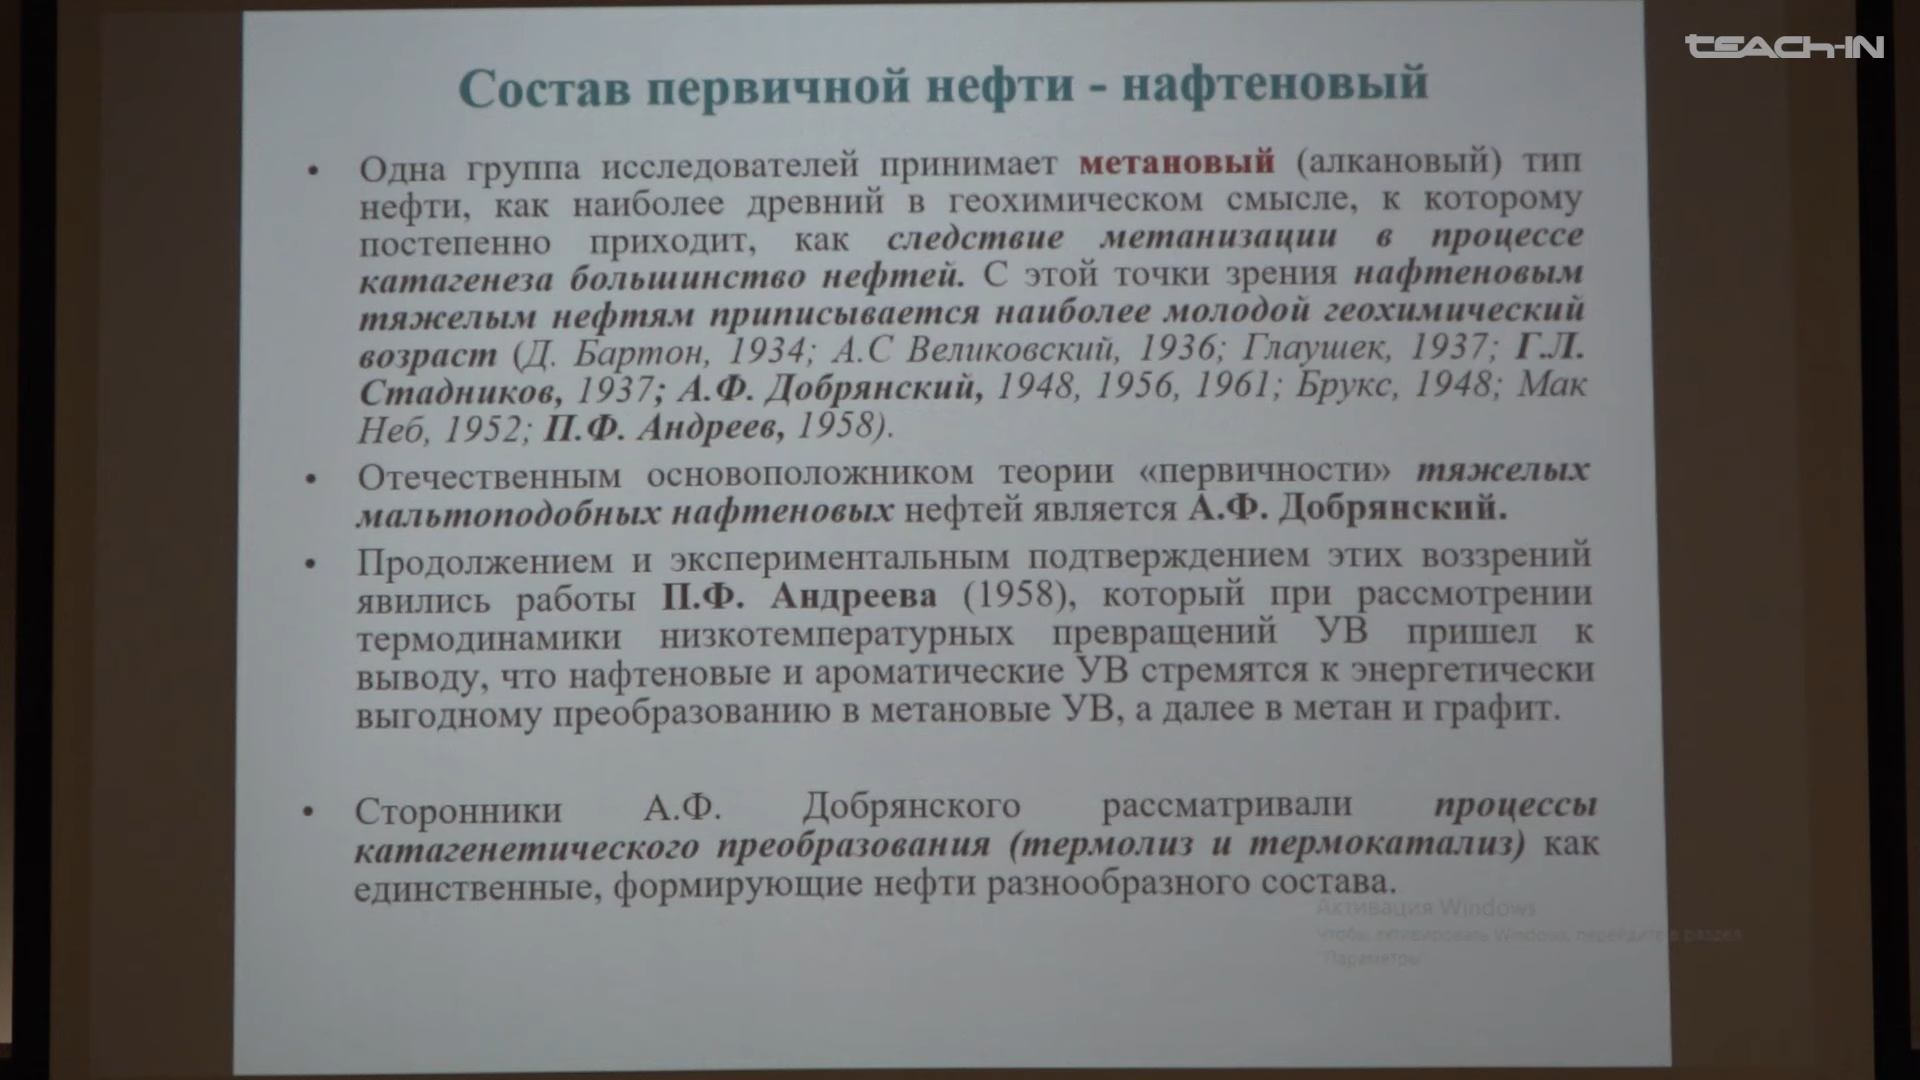 TEACH-IN
Состав первичной нефти - нафтеновый
• Одна группа исследователей принимает метановый (алкановый) тип
нефти, как наиболее древний в геохимическом смысле, к которому
постепенно приходит, как следствие метанизации в процессе
катагенеза большинство нефтей. С этой точки зрения нафтеновым
тяжелым нефтям приписывается наиболее молодой геохимический
возраст (Д. Бартон, 1934; А.С Великовский, 1936; Глаушек, 1937; Г.Л.
Стадников, 1937; А.Ф. Добрянский, 1948, 1956, 1961; Брукс, 1948; Мак
Неб, 1952; П.Ф. Андреев, 1958).
• Отечественным основоположником теории «первичности» тяжелых
мальтоподобных нафтеновых нефтей является А.Ф. Добрянский.
• Продолжением и экспериментальным подтверждением этих воззрений
явились работы П.Ф. Андреева (1958), который при рассмотрении
термодинамики низкотемпературных превращений УВ пришел к
выводу, что нафтеновые и ароматические УВ стремятся к энергетически
выгодному преобразованию в метановые УВ, а далее в метан и графит.
• Сторонники А.Ф. Добрянского рассматривали процессы
катагенетического преобразования (термолиз и термокатализ) как
единственные, формирующие нефти разнообразного состава.
Активация Windows
Чтобы активировать Windows, перейдите в раздел
"Параметры